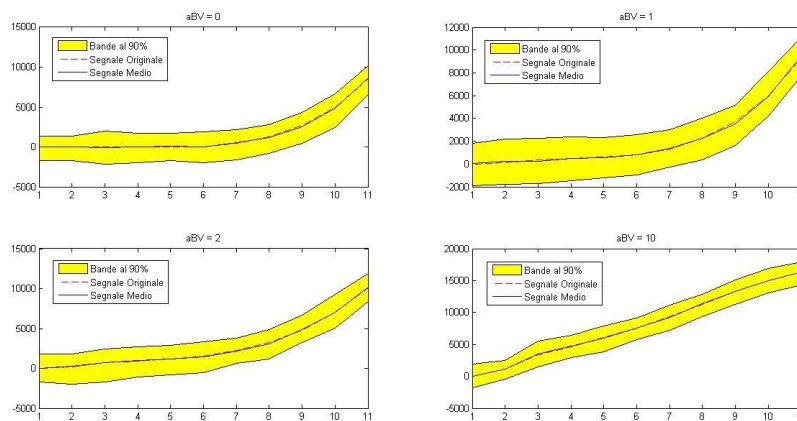 aBV = 0
15000
10000
5000
0
-5000
1 2 3 4 5 6 7 8 9 10 11
Bande al 90%
Segnale Originale
Segnale Medio
aBV = 1
12000
10000
8000
6000
4000
2000
0
-2000
1 2 3 4 5 6 7 8 9 10
Bande al 90%
Segnale Originale
Segnale Medio
aBV = 2
15000
10000
5000
0
-5000
1 2 3 4 5 6 7 8 9 10 11
Bande al 90%
Segnale Originale
Segnale Medio
aBV = 10
20000
15000
10000
5000
0
-5000
1 2 3 4 5 6 7 8 9 10
Bande al 90%
Segnale Originale
Segnale Medio